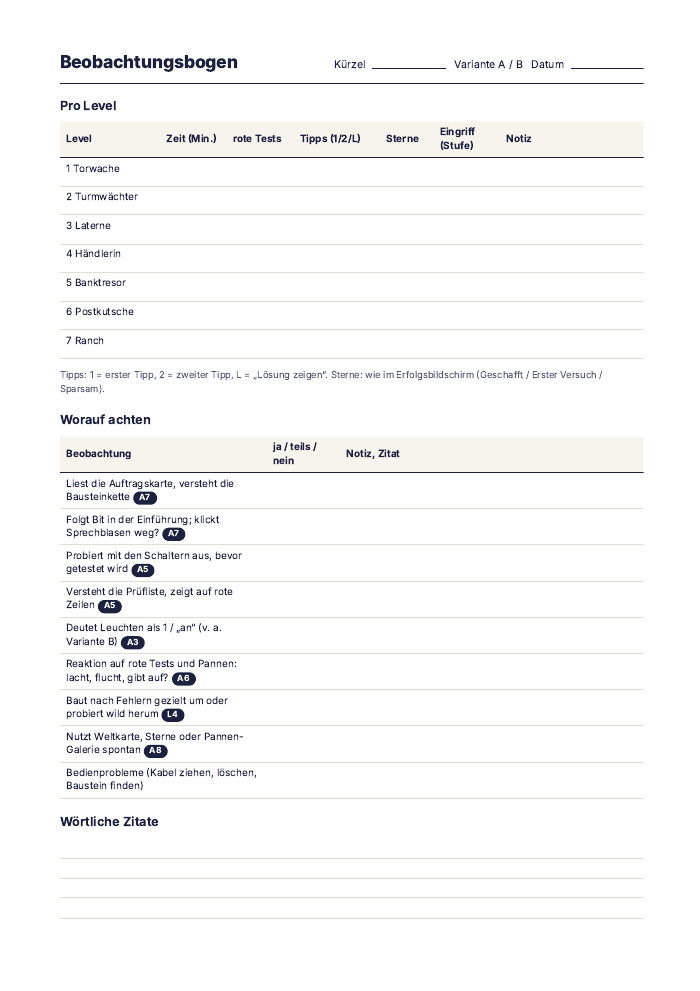 Beobachtungsbogen Kürzel Variante A / B Datum
Pro Level
Level Zeit (Min.) rote Tests Tipps (1/2/L) Sterne Eingriff (Stufe) Notiz
1 Torwache
2 Turmwächter
3 Laterne
4 Händlerin
5 Banktresor
6 Postkutsche
7 Ranch
Tipps: 1 = erster Tipp, 2 = zweiter Tipp, L = „Lösung zeigen“. Sterne: wie im Erfolgsbildschirm (Geschafft / Erster Versuch /
Sparsam).
Worauf achten
Beobachtung ja / teils / nein Notiz, Zitat
Liest die Auftragskarte, versteht die
Bausteinkette A7
Folgt Bit in der Einführung; klickt
Sprechblasen weg? A7
Probiert mit den Schaltern aus, bevor
getestet wird A5
Versteht die Prüfliste, zeigt auf rote
Zeilen A5
Deutet Leuchten als 1 / „an“ (v. a.
Variante B) A3
Reaktion auf rote Tests und Pannen:
lacht, flucht, gibt auf? A6
Baut nach Fehlern gezielt um oder
probiert wild herum L4
Nutzt Weltkarte, Sterne oder Pannen-
Galerie spontan A8
Bedienprobleme (Kabel ziehen, löschen,
Baustein finden)
Wörtliche Zitate